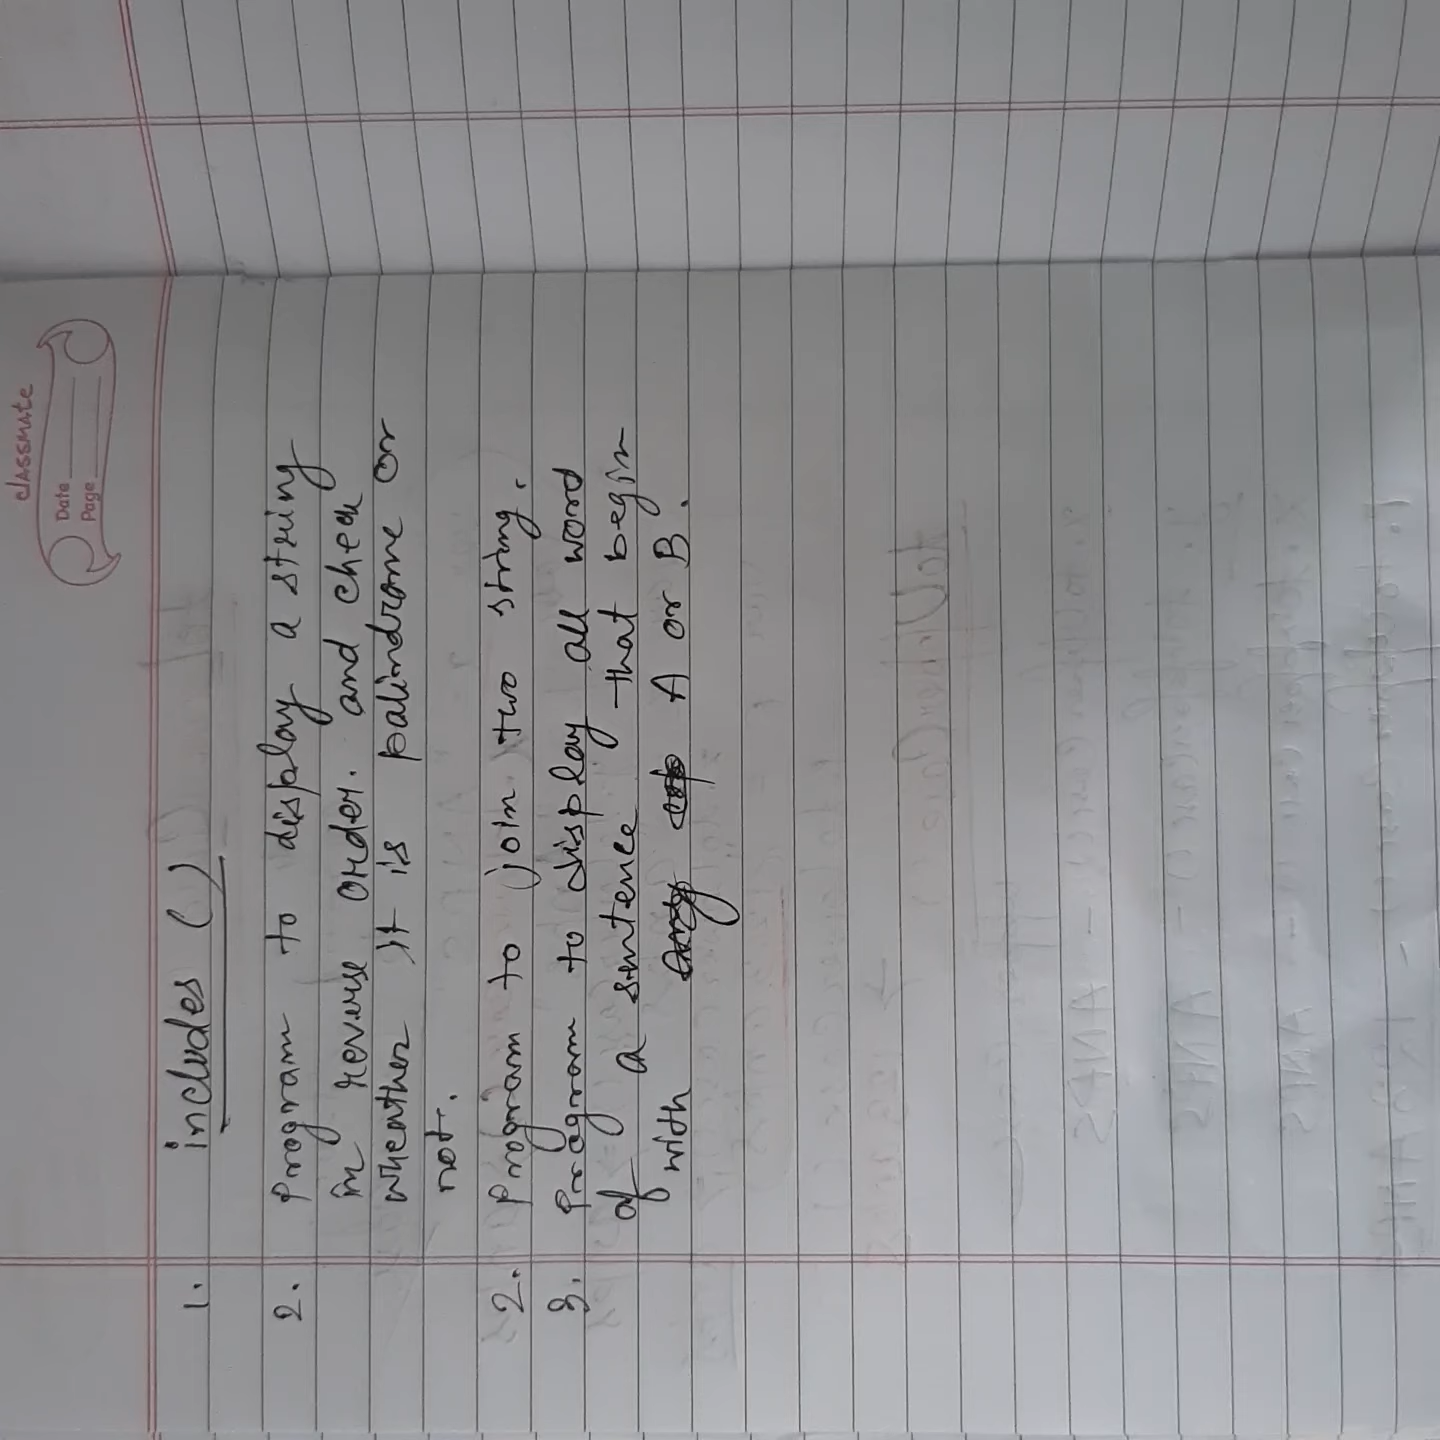 classmate
Date
Page
1. includes ()
2. Program to display a string
in reverse order. and check
wheather it is palindrome or
not.
2. Program to join two string.
3. Program to display all word
of a sentence that begin
with A or B.